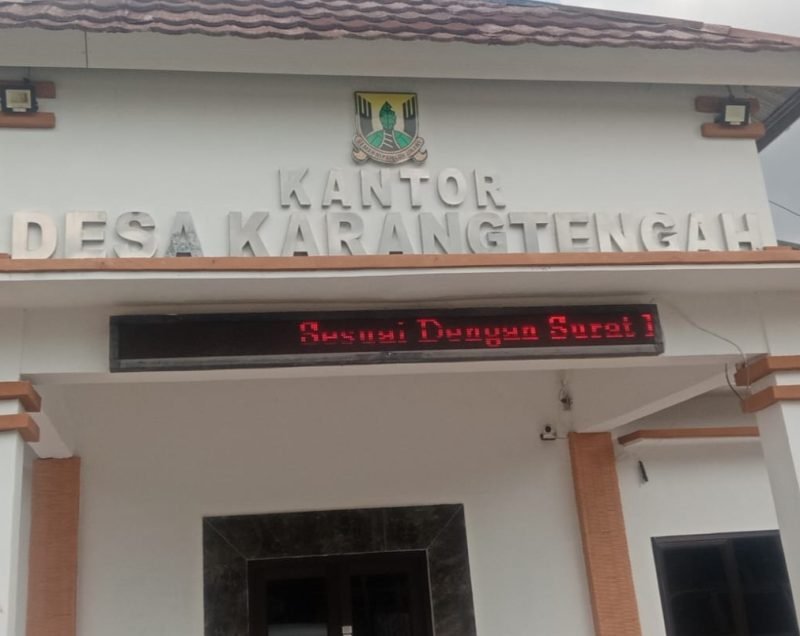 KANTOR
DESA KARANGTENGAH
Sesuai Dengan Surat